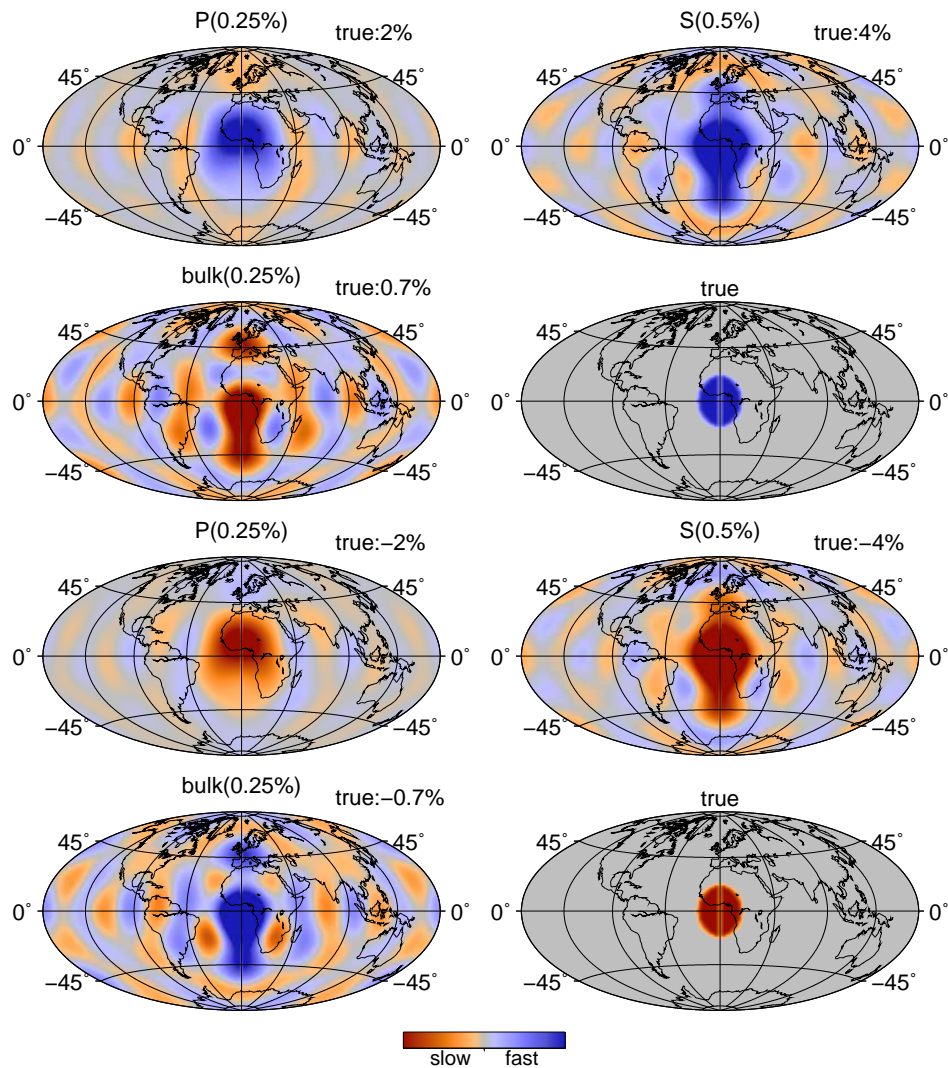 P(0.25%) true:2% S(0.5%) true:4%
45˚ 45˚ 45˚ 45˚
0˚ 0˚ 0˚
−45 −45˚ −45 −45˚
bulk(0.25%) true:0.7% true
45˚ 45˚ 45˚ 45˚
0˚ 0˚ 0˚
−45 −45˚ −45 −45˚
P(0.25%) true:−2% S(0.5%) true:−4%
45˚ 45˚ 45˚ 45˚
0˚ 0˚ 0˚
−45 −45˚ −45 −45˚
bulk(0.25%) true:−0.7% true
45˚ 45˚ 45˚ 45˚
0˚ 0˚ 0˚
−45 −45˚ −45 −45˚
slow fast